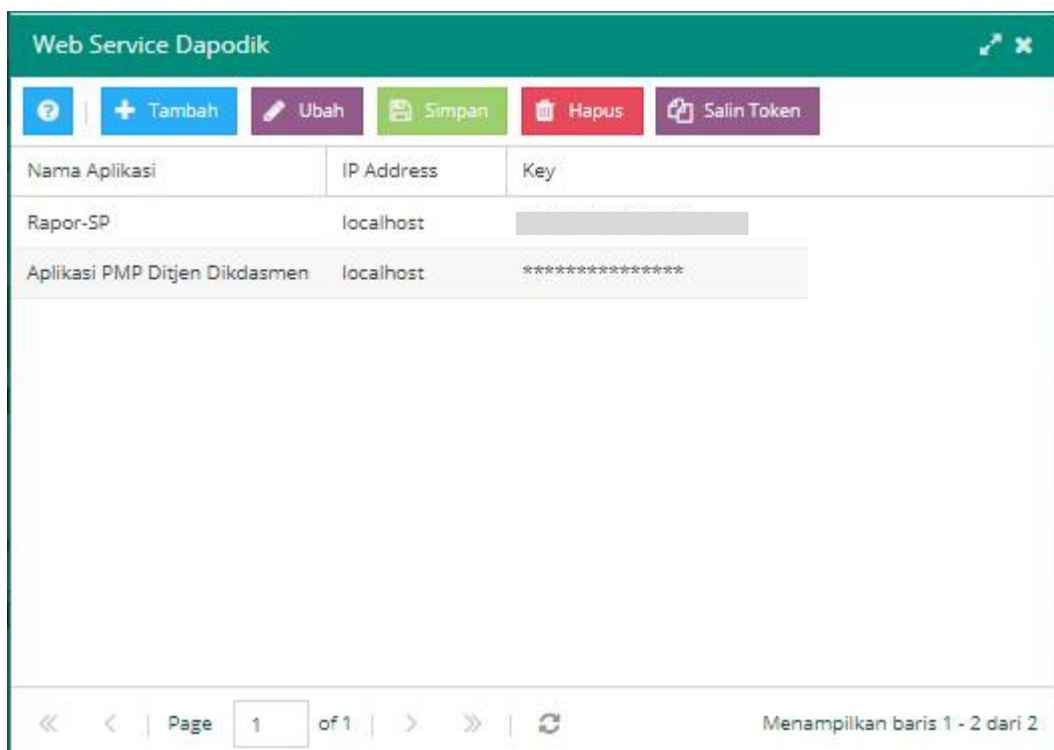 Web Service Dapodik
Tambah Ubah Simpan Hapus Salin Token
Nama Aplikasi IP Address Key
Rapor-SP localhost
Aplikasi PMP Ditjen Dikdasmen localhost ***************
Page 1 of 1 Menampilkan baris 1 - 2 dari 2